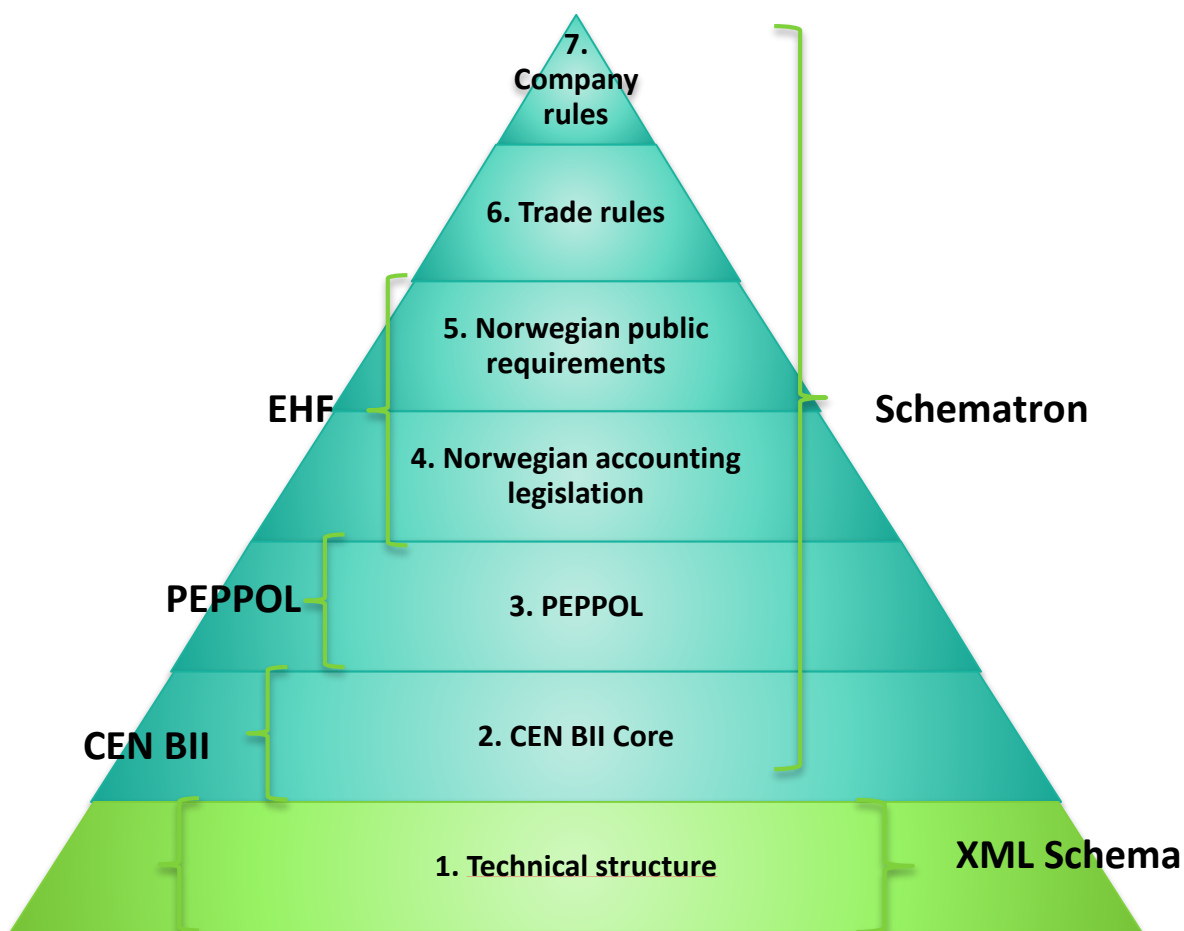 7.
Company
rules
6. Trade rules
5. Norwegian public
requirements
EHF
Schematron
4. Norwegian accounting
legislation
PEPPOL
3. PEPPOL
CEN BII
2. CEN BII Core
1. Technical structure
XML Schema